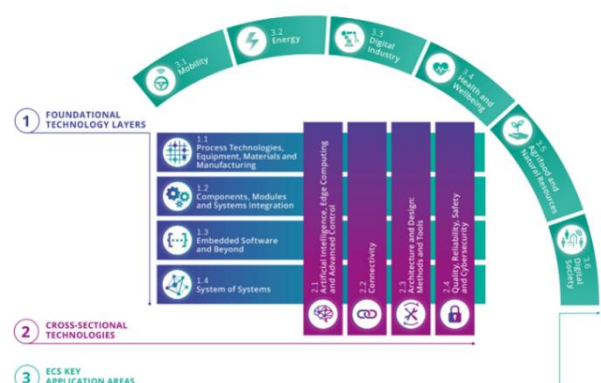 3.1
Mobility
3.2
Energy
3.3
Digital
Industry
3.4
Health and
Wellbeing
3.5
Agrifood and
Natural Resources
3.6
Digital
Society
1
FOUNDATIONAL
TECHNOLOGY LAYERS
1.1
Process Technologies,
Equipment, Materials and
Manufacturing
1.2
Components, Modules
and Systems Integration
1.3
Embedded Software
and Beyond
1.4
System of Systems
2.1
Artificial Intelligence, Edge Computing
and Advanced Control
2.2
Connectivity
2.3
Architecture and Design:
Methods and Tools
2.4
Quality, Reliability, Safety
and Cybersecurity
2
CROSS-SECTIONAL
TECHNOLOGIES
3
ECS KEY
APPLICATION AREAS